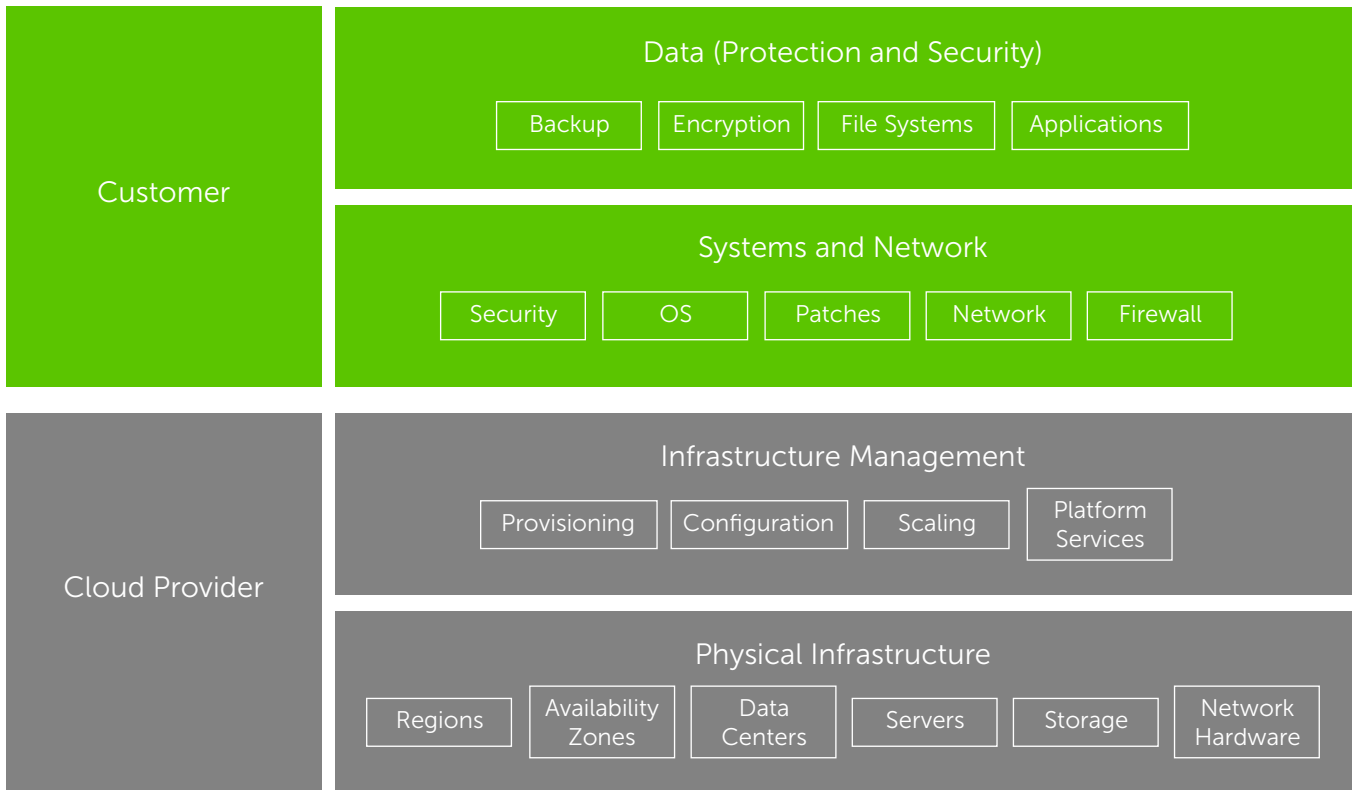 Customer
Data (Protection and Security)
Backup
Encryption
File Systems
Applications
Systems and Network
Security
OS
Patches
Network
Firewall
Cloud Provider
Infrastructure Management
Provisioning
Configuration
Scaling
Platform
Services
Physical Infrastructure
Regions
Availability
Zones
Data
Centers
Servers
Storage
Network
Hardware